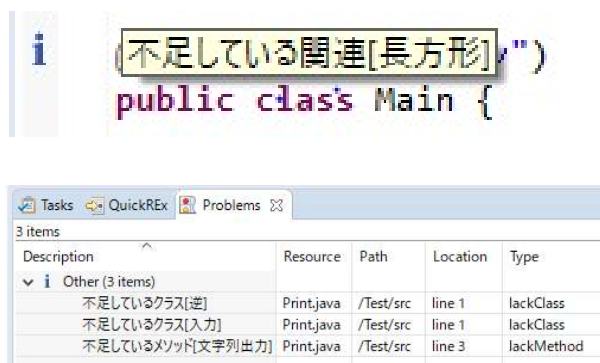 i
不足している関連[長方形]")
public class Main {
Tasks QuickREx Problems
3 items
Description Resource Path Location Type
i Other (3 items)
不足しているクラス[逆] Print.java /Test/src line 1 lackClass
不足しているクラス[入力] Print.java /Test/src line 1 lackClass
不足しているメソッド[文字列出力] Print.java /Test/src line 3 lackMethod